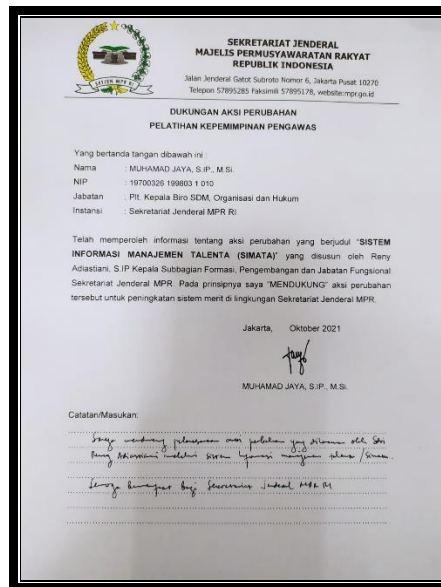 SETJEN MPR RI
SEKRETARIAT JENDERAL
MAJELIS PERMUSYAWARATAN RAKYAT
REPUBLIK INDONESIA
Jalan Jenderal Gatot Subroto Nomor 6, Jakarta Pusat 10270
Telepon 57895285 Faksimili 57895178, website:mpr.go.id
DUKUNGAN AKSI PERUBAHAN
PELATIHAN KEPEMIMPINAN PENGAWAS
Yang bertanda tangan dibawah ini :
Nama : MUHAMAD JAYA, S.IP., M.Si.
NIP : 19700326 199803 1 010
Jabatan : Plt. Kepala Biro SDM, Organisasi dan Hukum
Instansi : Sekretariat Jenderal MPR RI
Telah memperoleh informasi tentang aksi perubahan yang berjudul "SISTEM
INFORMASI MANAJEMEN TALENTA (SIMATA)" yang disusun oleh Reny
Adiastiani, S.IP Kepala Subbagian Formasi, Pengembangan dan Jabatan Fungsional
Sekretariat Jenderal MPR. Pada prinsipnya saya "MENDUKUNG" aksi perubahan
tersebut untuk peningkatan sistem merit di lingkungan Sekretariat Jenderal MPR.
Jakarta, Oktober 2021
MUHAMAD JAYA, S.IP., M.Si.
Catatan/Masukan:
Saya mendukung pelaksanaan aksi perubahan yang disusun oleh Sdri
Reny Adiastiani melalui sistem informasi manajemen talenta / Simata.
Semoga Bermanfaat Bagi Sekretariat Jenderal MPR RI